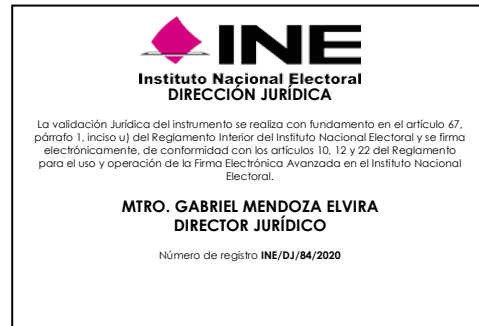 INE
Instituto Nacional Electoral
DIRECCIÓN JURÍDICA
La validación Jurídica del instrumento se realiza con fundamento en el artículo 67,
párrafo 1, inciso u) del Reglamento Interior del Instituto Nacional Electoral y se firma
electrónicamente, de conformidad con los artículos 10, 12 y 22 del Reglamento
para el uso y operación de la Firma Electrónica Avanzada en el Instituto Nacional
Electoral.
MTRO. GABRIEL MENDOZA ELVIRA
DIRECTOR JURÍDICO
Número de registro INE/DJ/84/2020